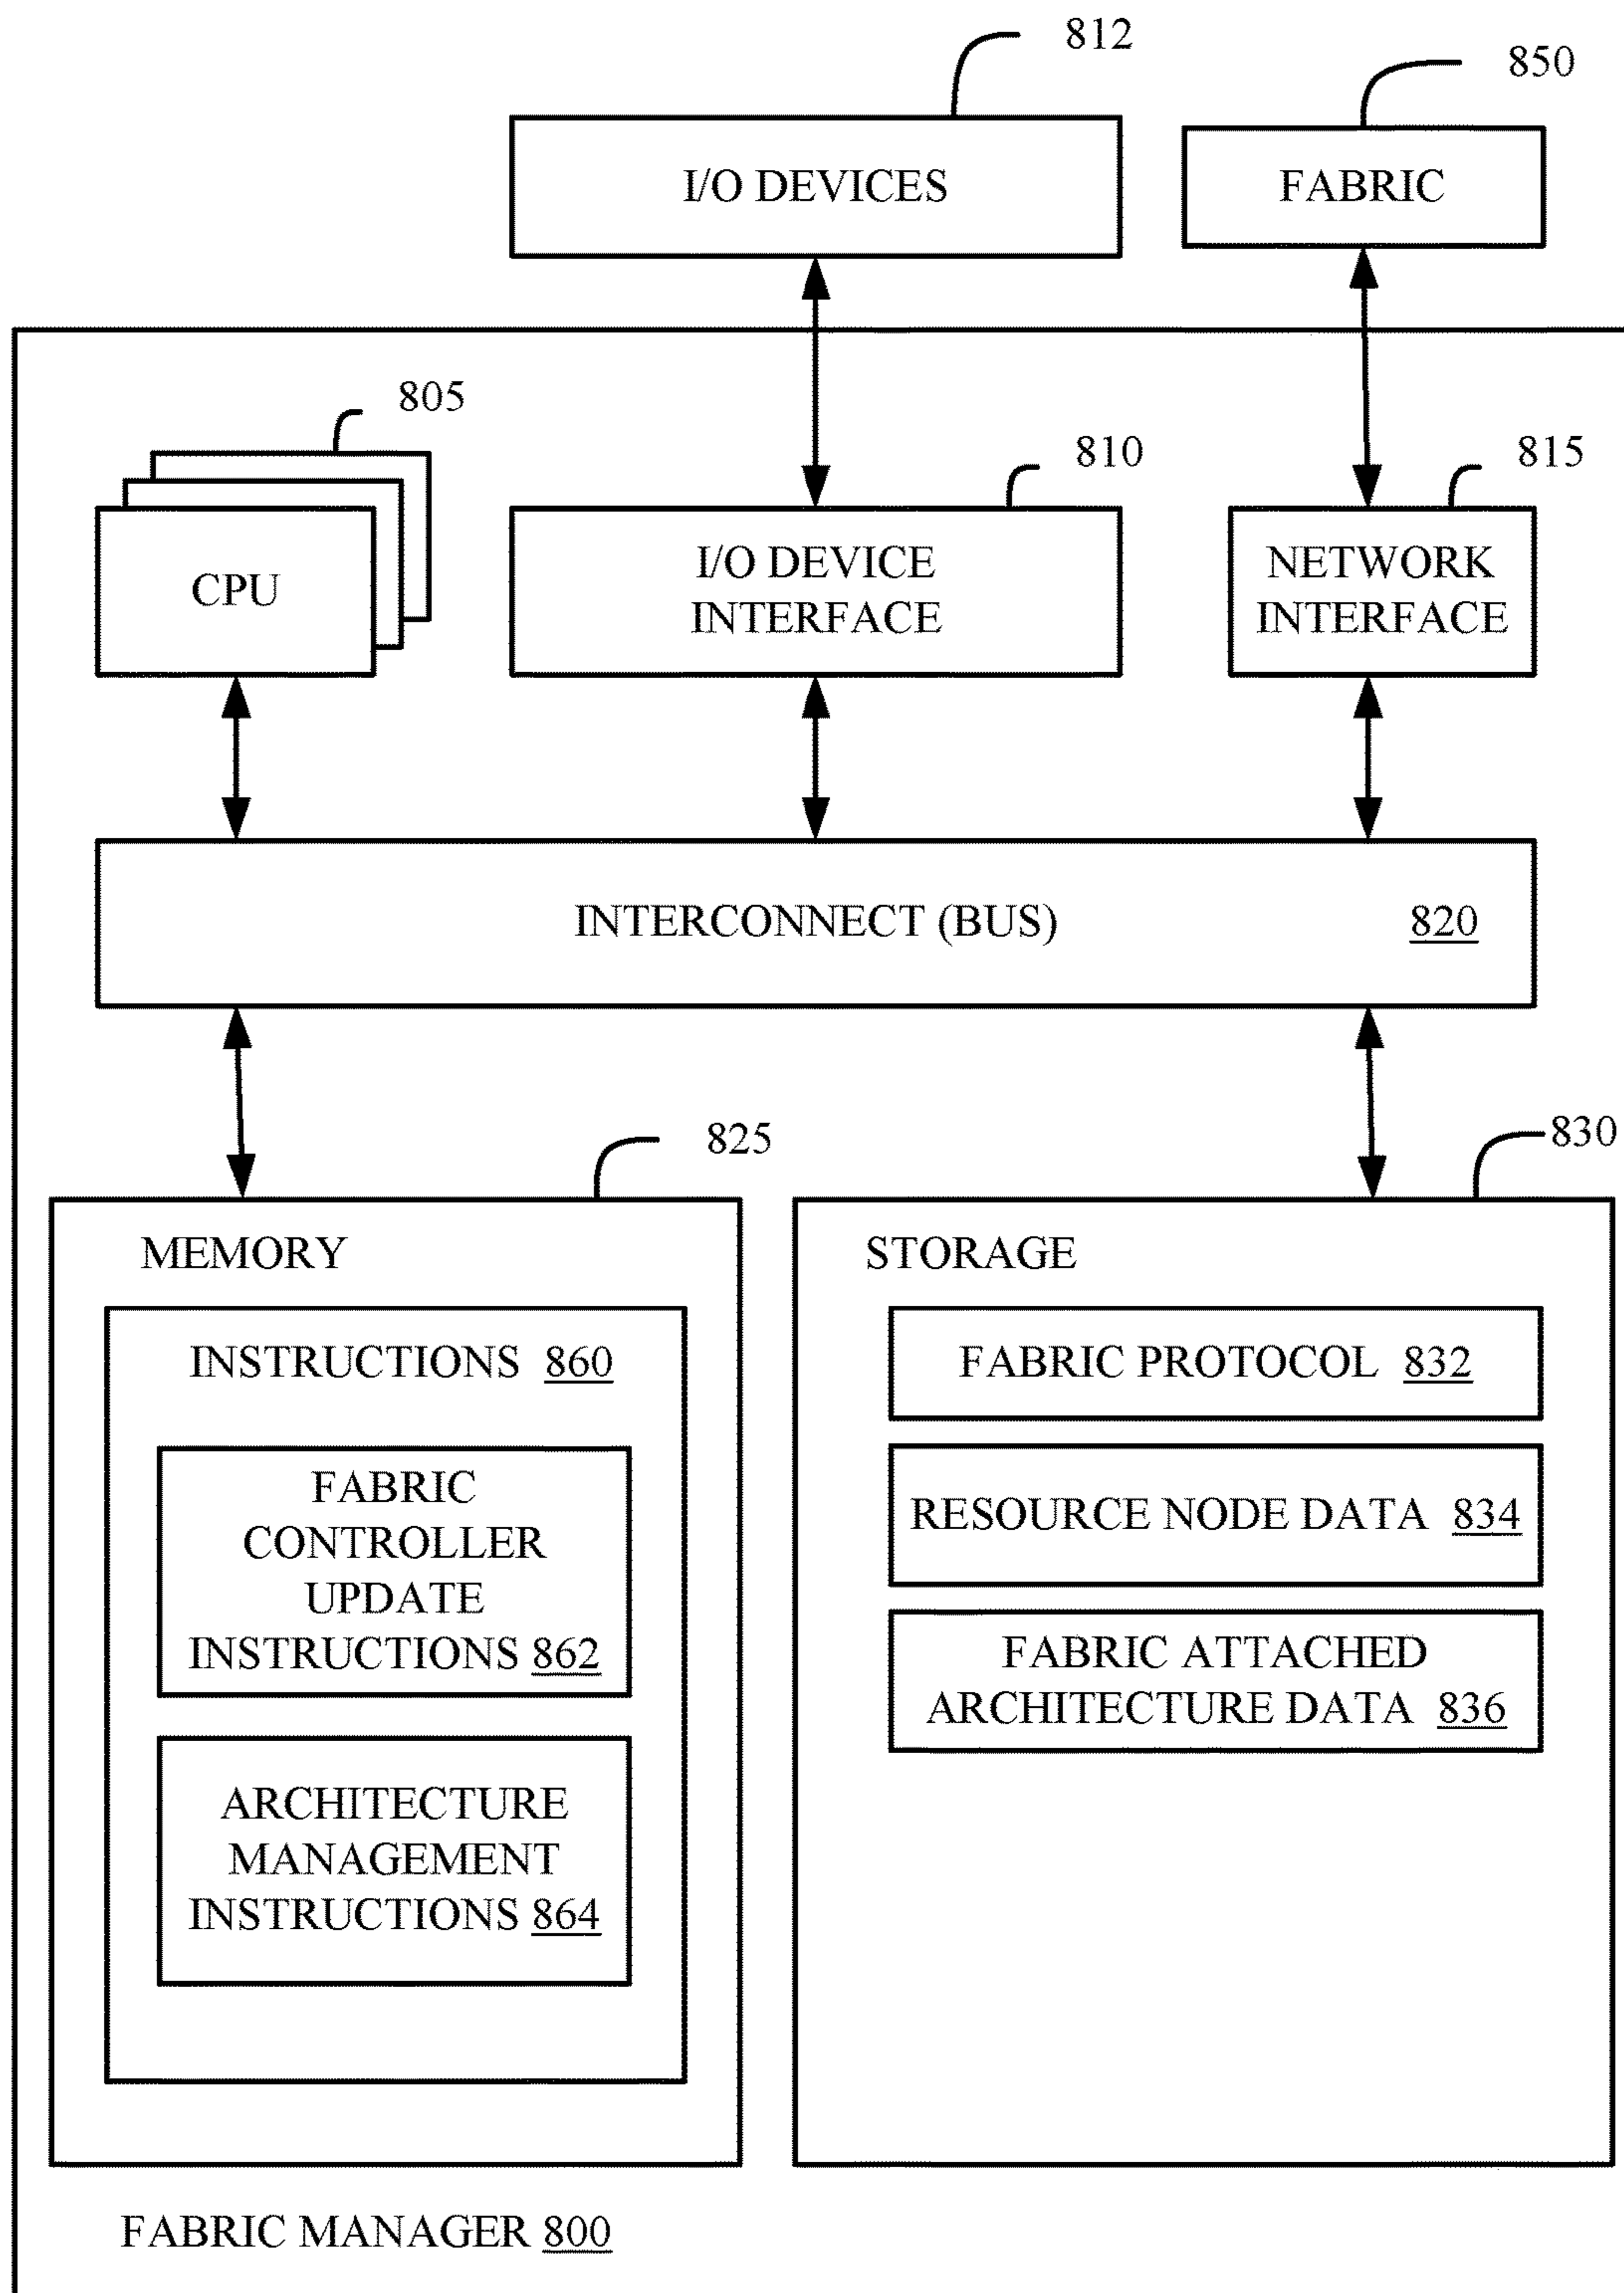 812
850
I/O DEVICES
FABRIC
805
810
815
CPU
I/O DEVICE
INTERFACE
NETWORK
INTERFACE
INTERCONNECT (BUS) 820
825
830
MEMORY
INSTRUCTIONS 860
FABRIC
CONTROLLER
UPDATE
INSTRUCTIONS 862
ARCHITECTURE
MANAGEMENT
INSTRUCTIONS 864
STORAGE
FABRIC PROTOCOL 832
RESOURCE NODE DATA 834
FABRIC ATTACHED
ARCHITECTURE DATA 836
FABRIC MANAGER 800